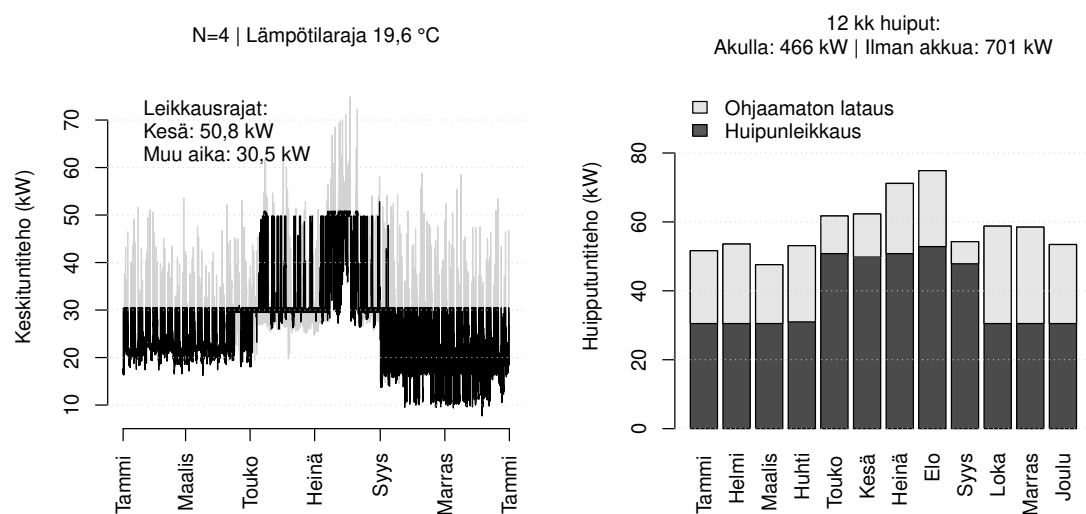 N=4 | Lämpötilaraja 19,6 °C
Leikkausrajat:
Kesä: 50,8 kW
Muu aika: 30,5 kW
Keskituntiteho (kW)
70
60
50
40
30
20
10
Tammi
Maalis
Touko
Heinä
Syys
Marras
Tammi
12 kk huiput:
Akulla: 466 kW | Ilman akkua: 701 kW
Ohjaamaton lataus
Huipunleikkaus
Huipputuntiteho (kW)
80
60
40
20
0
Tammi
Helmi
Maalis
Huhti
Touko
Kesä
Heinä
Elo
Syys
Loka
Marras
Joulu